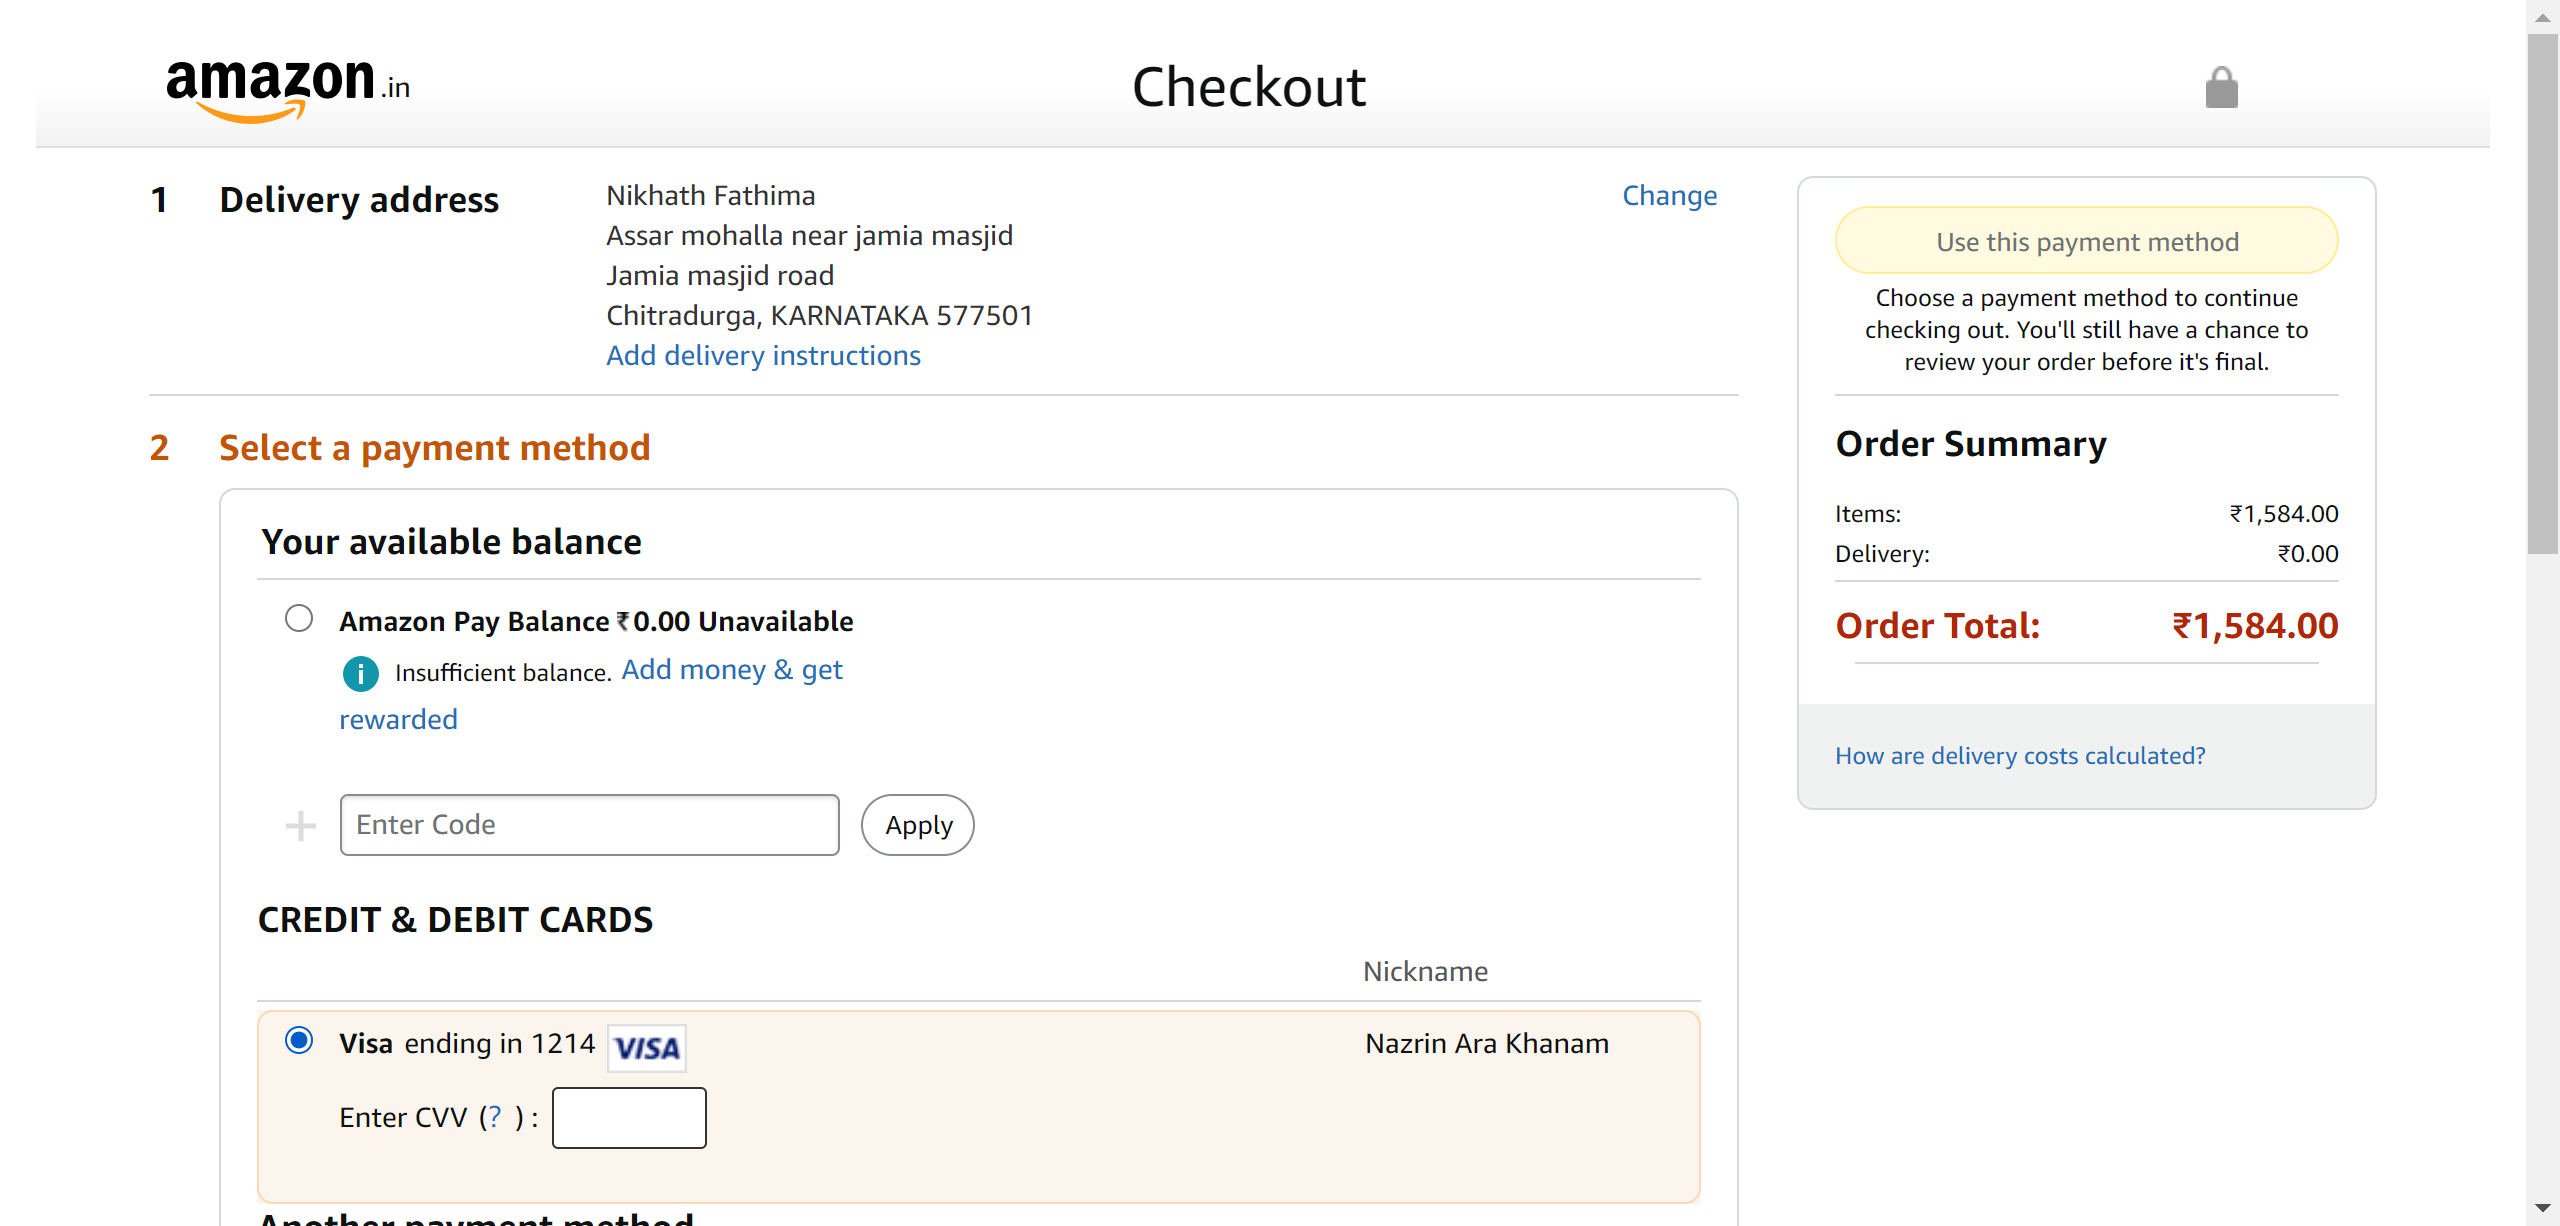 amazon.in
Checkout
1 Delivery address
Nikhath Fathima
Assar mohalla near jamia masjid
Jamia masjid road
Chitradurga, KARNATAKA 577501
Add delivery instructions
Change
2 Select a payment method
Your available balance
Amazon Pay Balance ₹0.00 Unavailable
i Insufficient balance. Add money & get
rewarded
Enter Code
Apply
CREDIT & DEBIT CARDS
Nickname
Visa ending in 1214 VISA
Nazrin Ara Khanam
Enter CVV (? ) :
Another payment method
Use this payment method
Choose a payment method to continue
checking out. You'll still have a chance to
review your order before it's final.
Order Summary
Items: ₹1,584.00
Delivery: ₹0.00
Order Total: ₹1,584.00
How are delivery costs calculated?